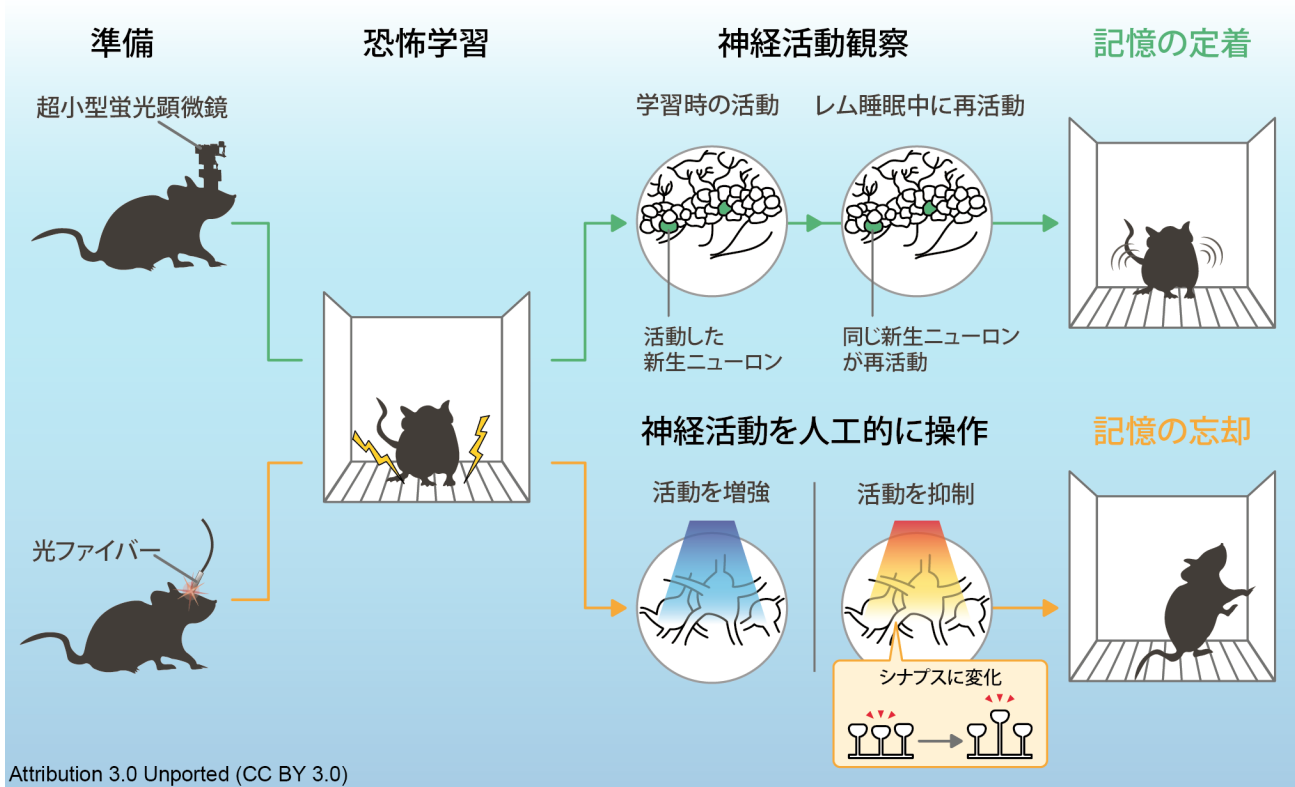 準備
恐怖学習
神経活動観察
記憶の定着
超小型蛍光顕微鏡
学習時の活動
レム睡眠中に再活動
活動した
新生ニューロン
同じ新生ニューロン
が再活動
神経活動を人工的に操作
記憶の忘却
光ファイバー
活動を増強
活動を抑制
シナプスに変化
Attribution 3.0 Unported (CC BY 3.0)